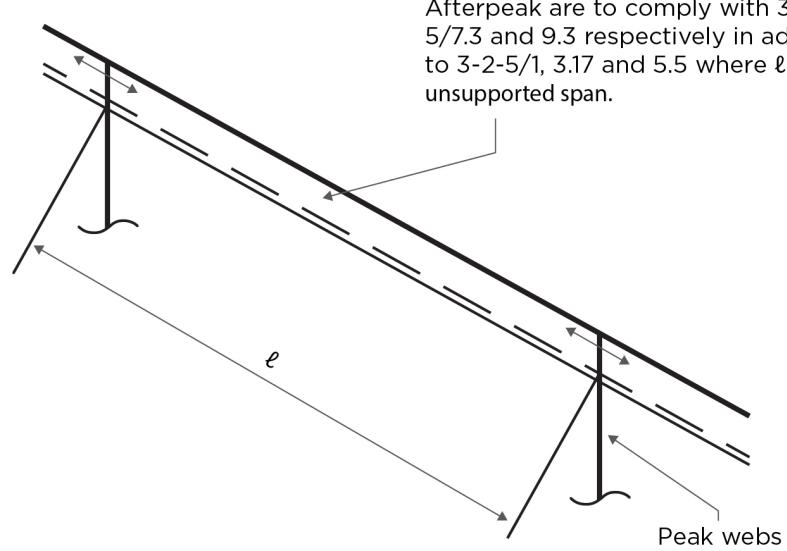 Afterpeak are to comply with 3
5/7.3 and 9.3 respectively in ad
to 3-2-5/1, 3.17 and 5.5 where ℓ
unsupported span.
ℓ
Peak webs